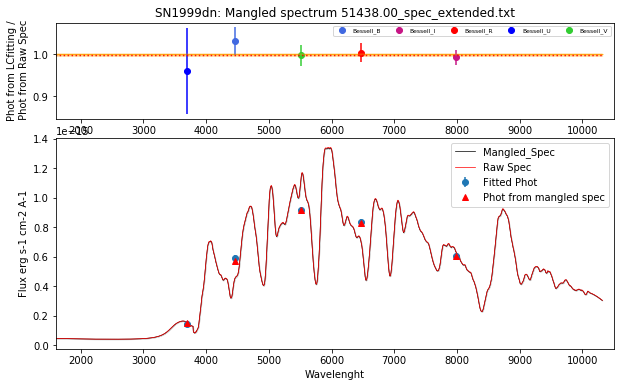 SN1999dn: Mangled spectrum 51438.00_spec_extended.txt
Phot from LCfitting /
Phot from Raw Spec
1.0
0.9
Bessell_B
Bessell_I
Bessell_R
Bessell_U
Bessell_V
2000 3000 4000 5000 6000 7000 8000 9000 10000
Flux erg s-1 cm-2 A-1
1.4
1.2
1.0
0.8
0.6
0.4
0.2
0.0
Mangled_Spec
Raw Spec
Fitted Phot
Phot from mangled spec
2000 3000 4000 5000 6000 7000 8000 9000 10000
Wavelenght